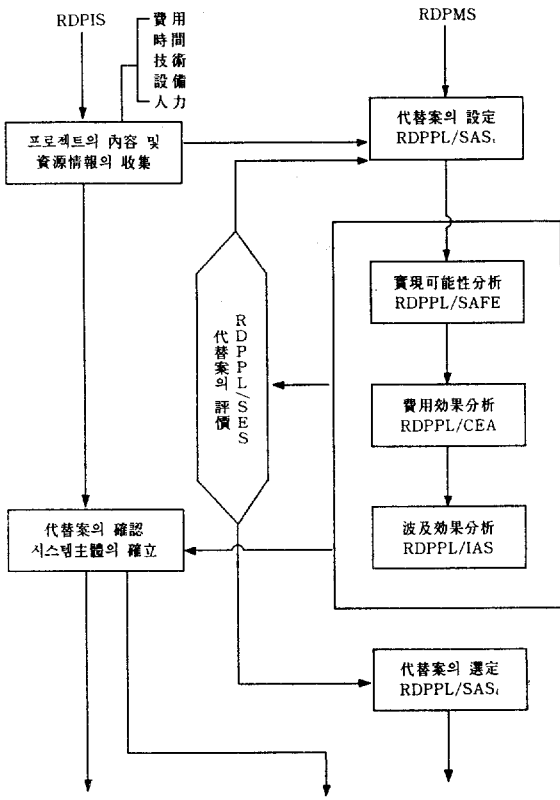 RDPIS
費用
時間
技術
設備
人力
RDPMS
프로젝트의 內容 및
資源情報의 收集
代替案의 設定
RDPPL/SASₛ
實現可能性分析
RDPPL/SAFE
費用効果分析
RDPPL/CEA
波及効果分析
RDPPL/IAS
RDPPL/SES
代替案의 評價
代替案의 確認
시스템主體의 確立
代替案의 選定
RDPPL/SAS